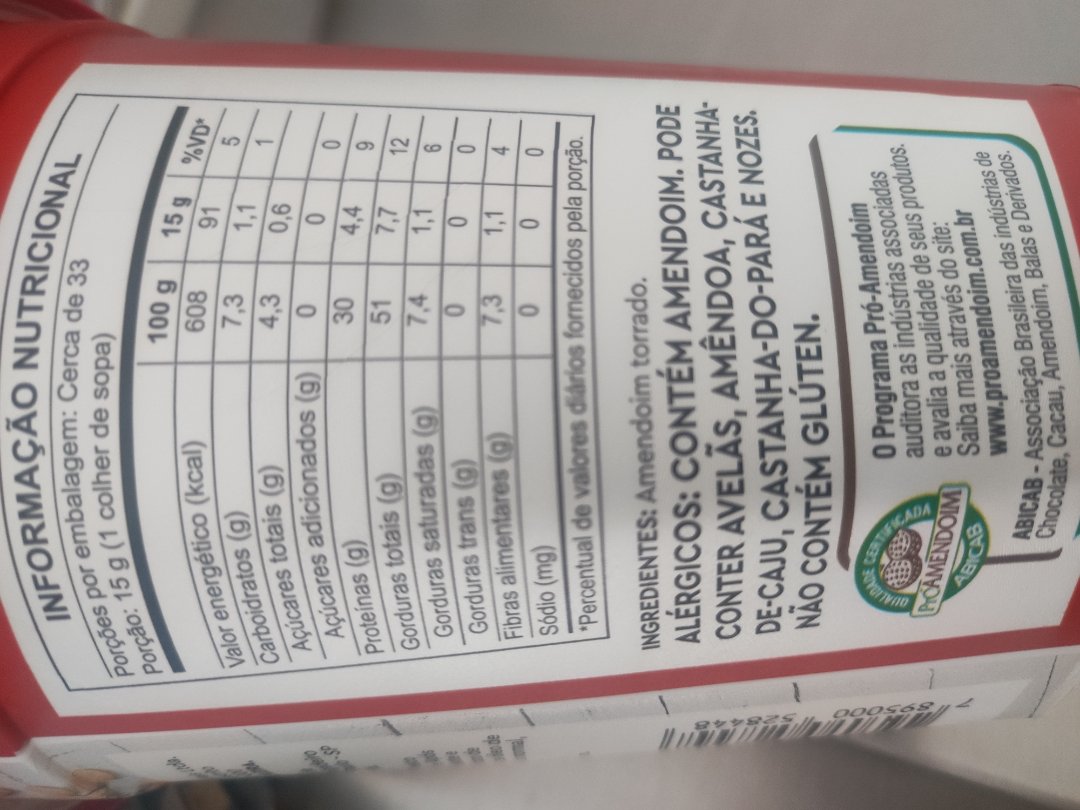 INFORMAÇÃO NUTRICIONAL
Porções por embalagem: Cerca de 33
Porção: 15 g (1 colher de sopa)
100 g 15 g %VD*
Valor energético (kcal) 608 91 5
Carboidratos (g) 7,3 1,1 1
Açúcares totais (g) 4,3 0,6
Açúcares adicionados (g) 0 0 0
Proteínas (g) 30 4,4 9
Gorduras totais (g) 51 7,7 12
Gorduras saturadas (g) 7,4 1,1 6
Gorduras trans (g) 0 0 0
Fibras alimentares (g) 7,3 1,1 4
Sódio (mg) 0 0 0
*Percentual de valores diários fornecidos pela porção.
INGREDIENTES: Amendoim torrado.
ALÉRGICOS: CONTÉM AMENDOIM. PODE
CONTER AVELÃS, AMÊNDOA, CASTANHA-
DE-CAJU, CASTANHA-DO-PARÁ E NOZES.
NÃO CONTÉM GLÚTEN.
QUALIDADE CERTIFICADA
PRÓAMENDOIM
ABICAB
O Programa Pró-Amendoim
auditora as indústrias associadas
e avalia a qualidade de seus produtos.
Saiba mais através do site:
www.proamendoim.com.br
ABICAB - Associação Brasileira das indústrias de
Chocolate, Cacau, Amendoim, Balas e Derivados.
7 895000 528448